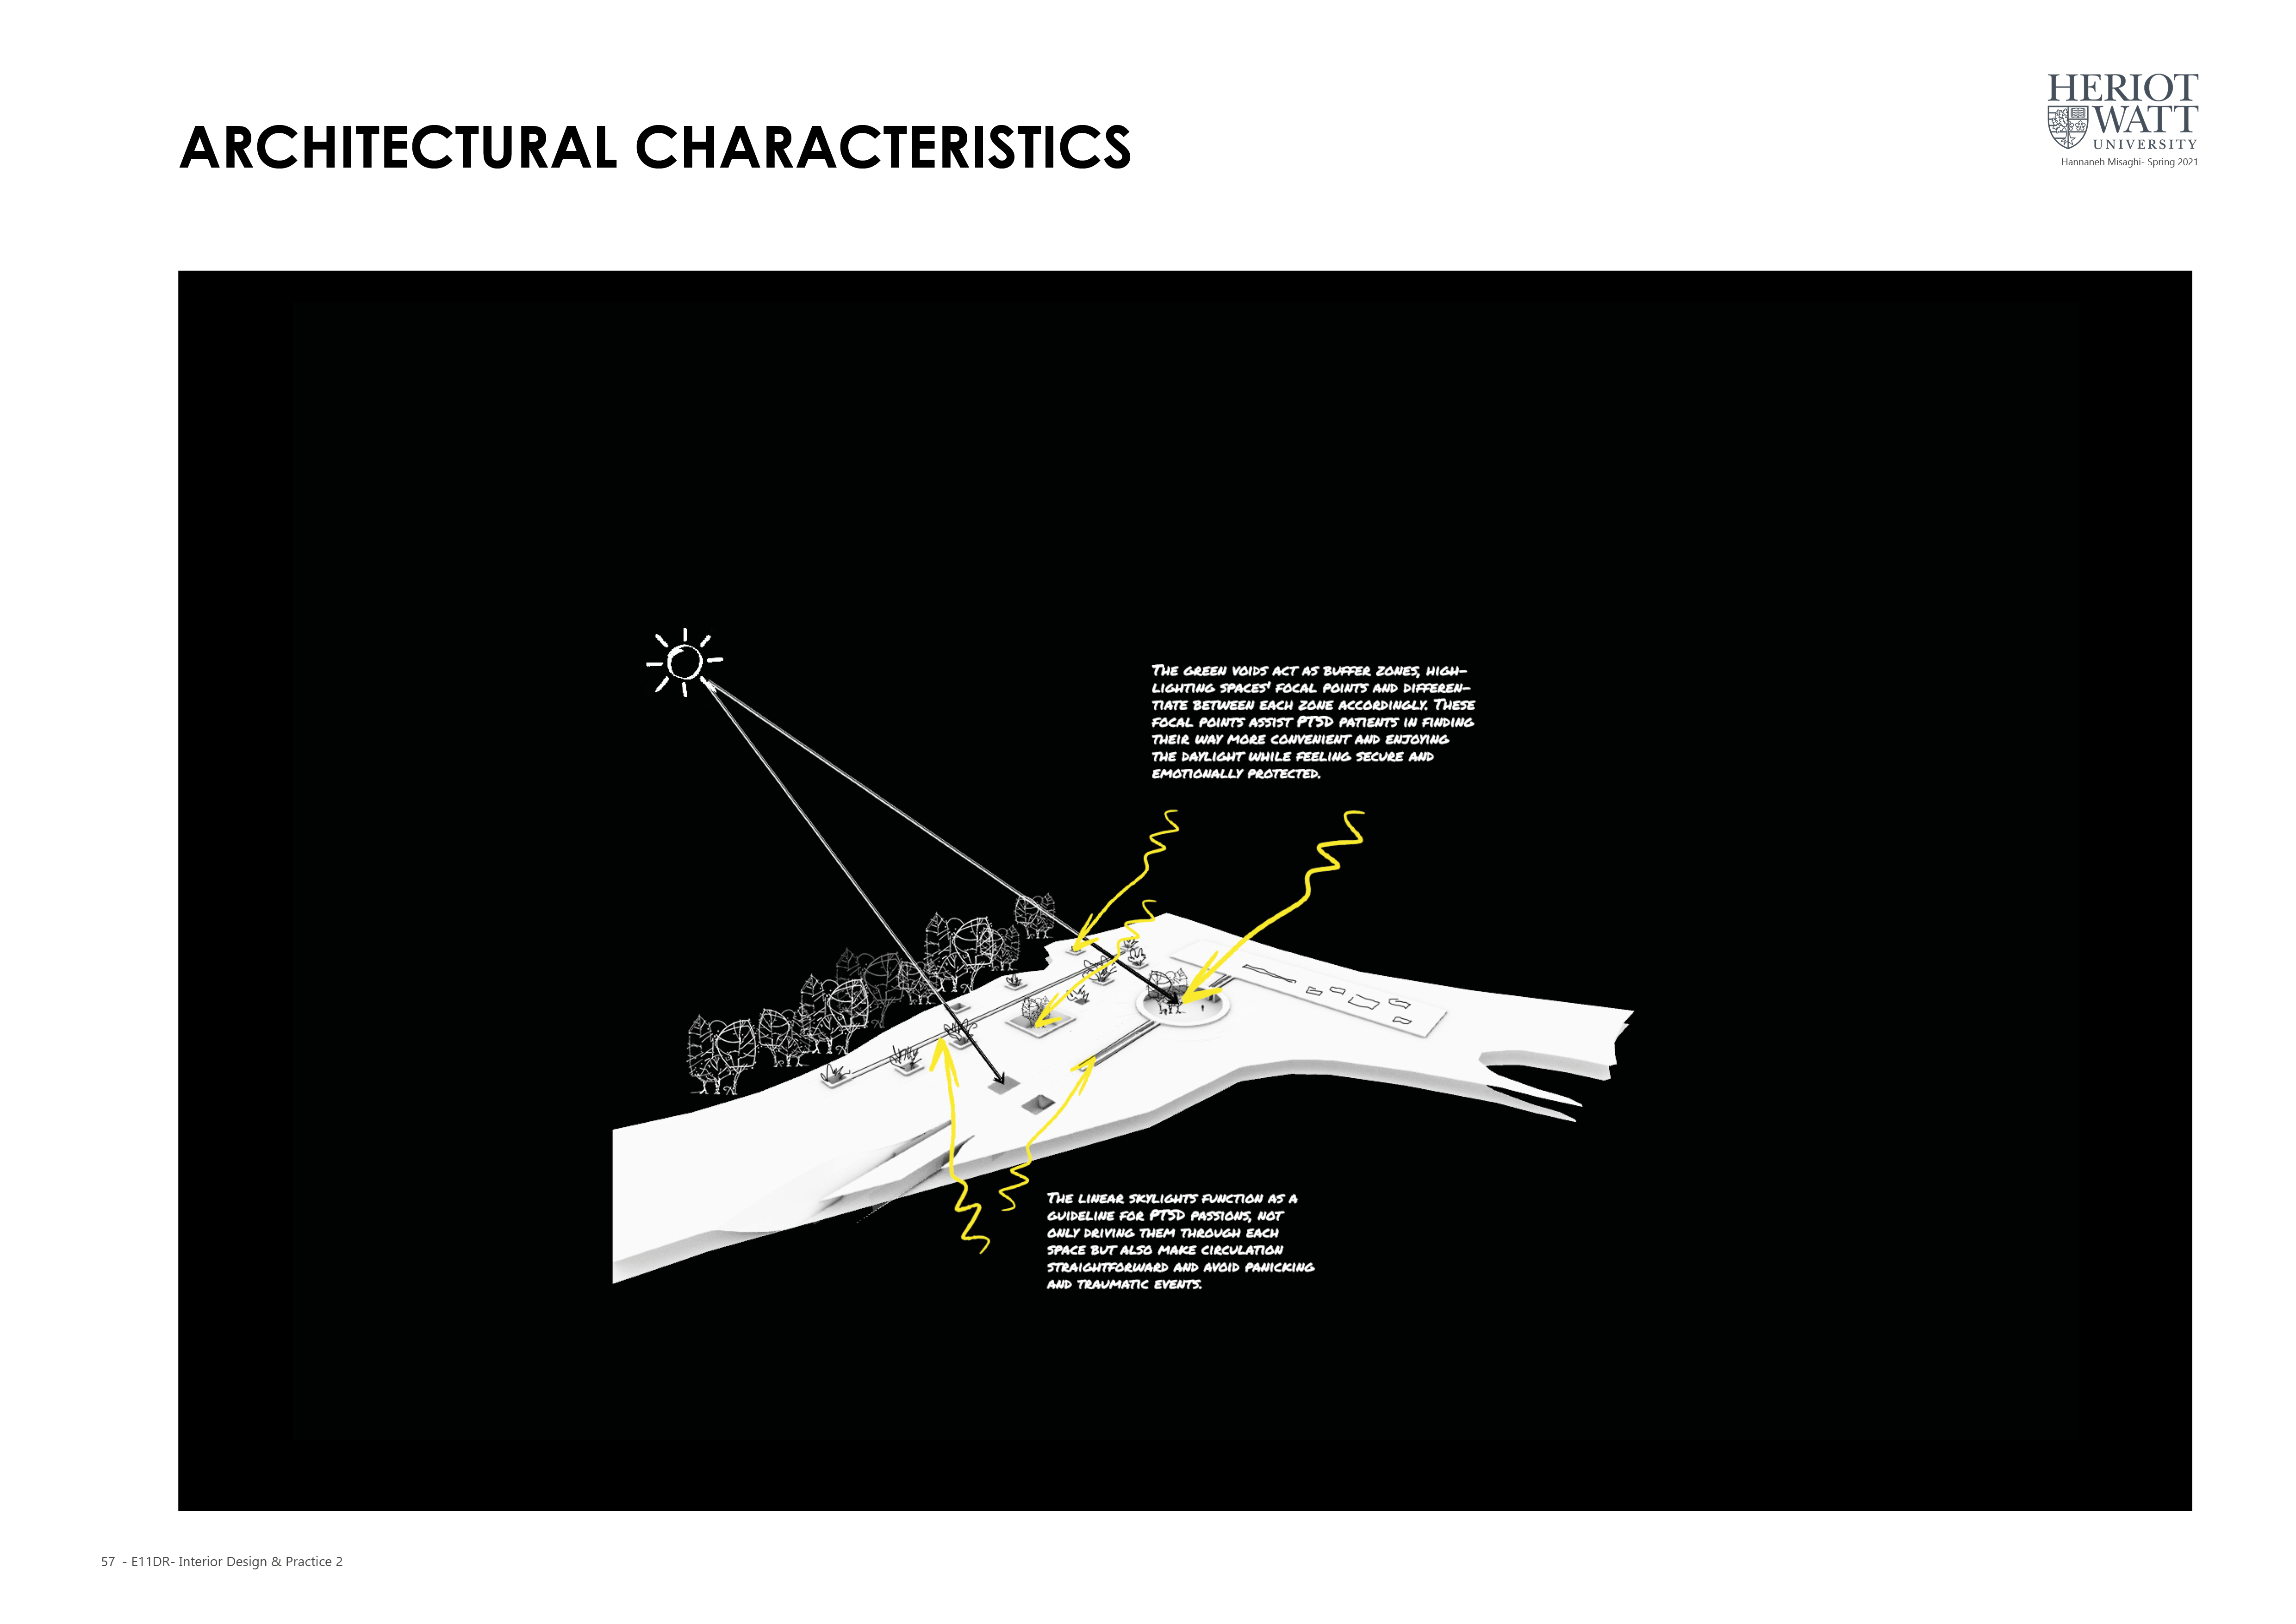 ARCHITECTURAL CHARACTERISTICS
HERIOT
WATT
UNIVERSITY
Hannaneh Misaghi- Spring 2021
THE GREEN VOIDS ACT AS BUFFER ZONES, HIGH-
LIGHTING SPACES' FOCAL POINTS AND DIFFEREN-
TIATE BETWEEN EACH ZONE ACCORDINGLY. THESE
FOCAL POINTS ASSIST PTSD PATIENTS IN FINDING
THEIR WAY MORE CONVENIENT AND ENJOYING
THE DAYLIGHT WHILE FEELING SECURE AND
EMOTIONALLY PROTECTED.
THE LINEAR SKYLIGHTS FUNCTION AS A
GUIDELINE FOR PTSD PASSIONS, NOT
ONLY DRIVING THEM THROUGH EACH
SPACE BUT ALSO MAKE CIRCULATION
STRAIGHTFORWARD AND AVOID PANICKING
AND TRAUMATIC EVENTS.
57 - E11DR- Interior Design & Practice 2